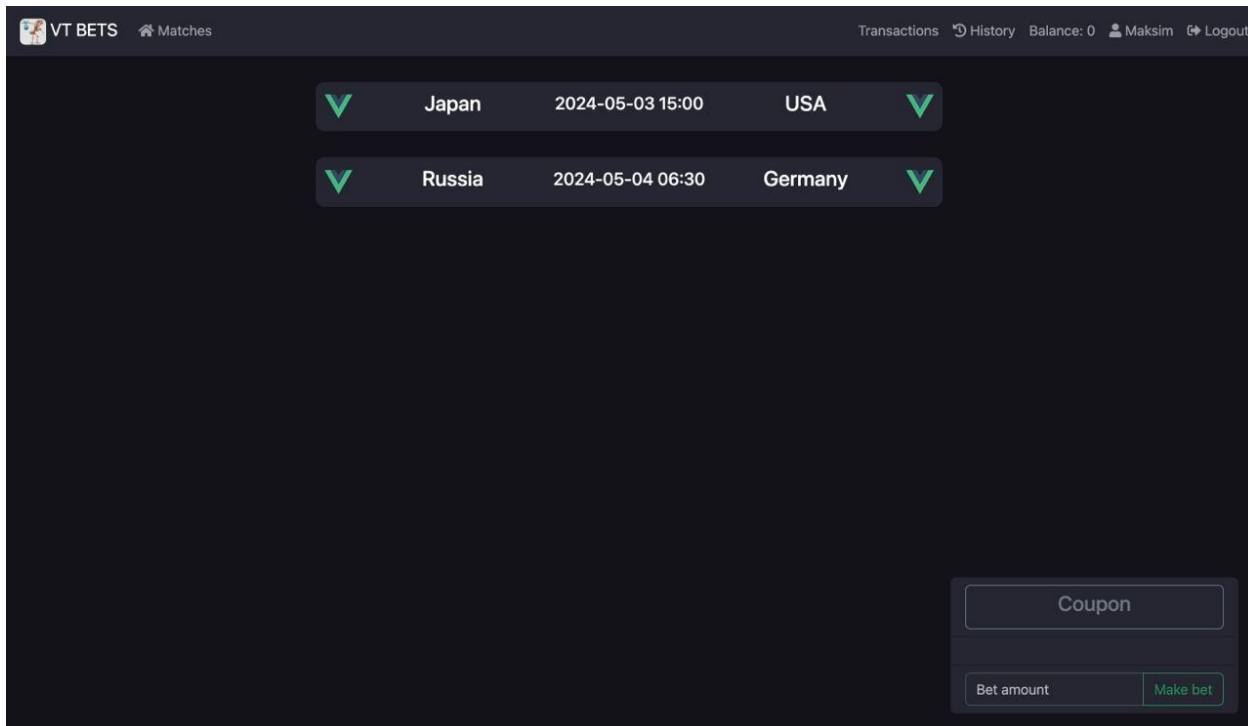 VT BETS Matches Transactions History Balance: 0 Maksim Logout
Japan 2024-05-03 15:00 USA
Russia 2024-05-04 06:30 Germany
Coupon
Bet amount Make bet